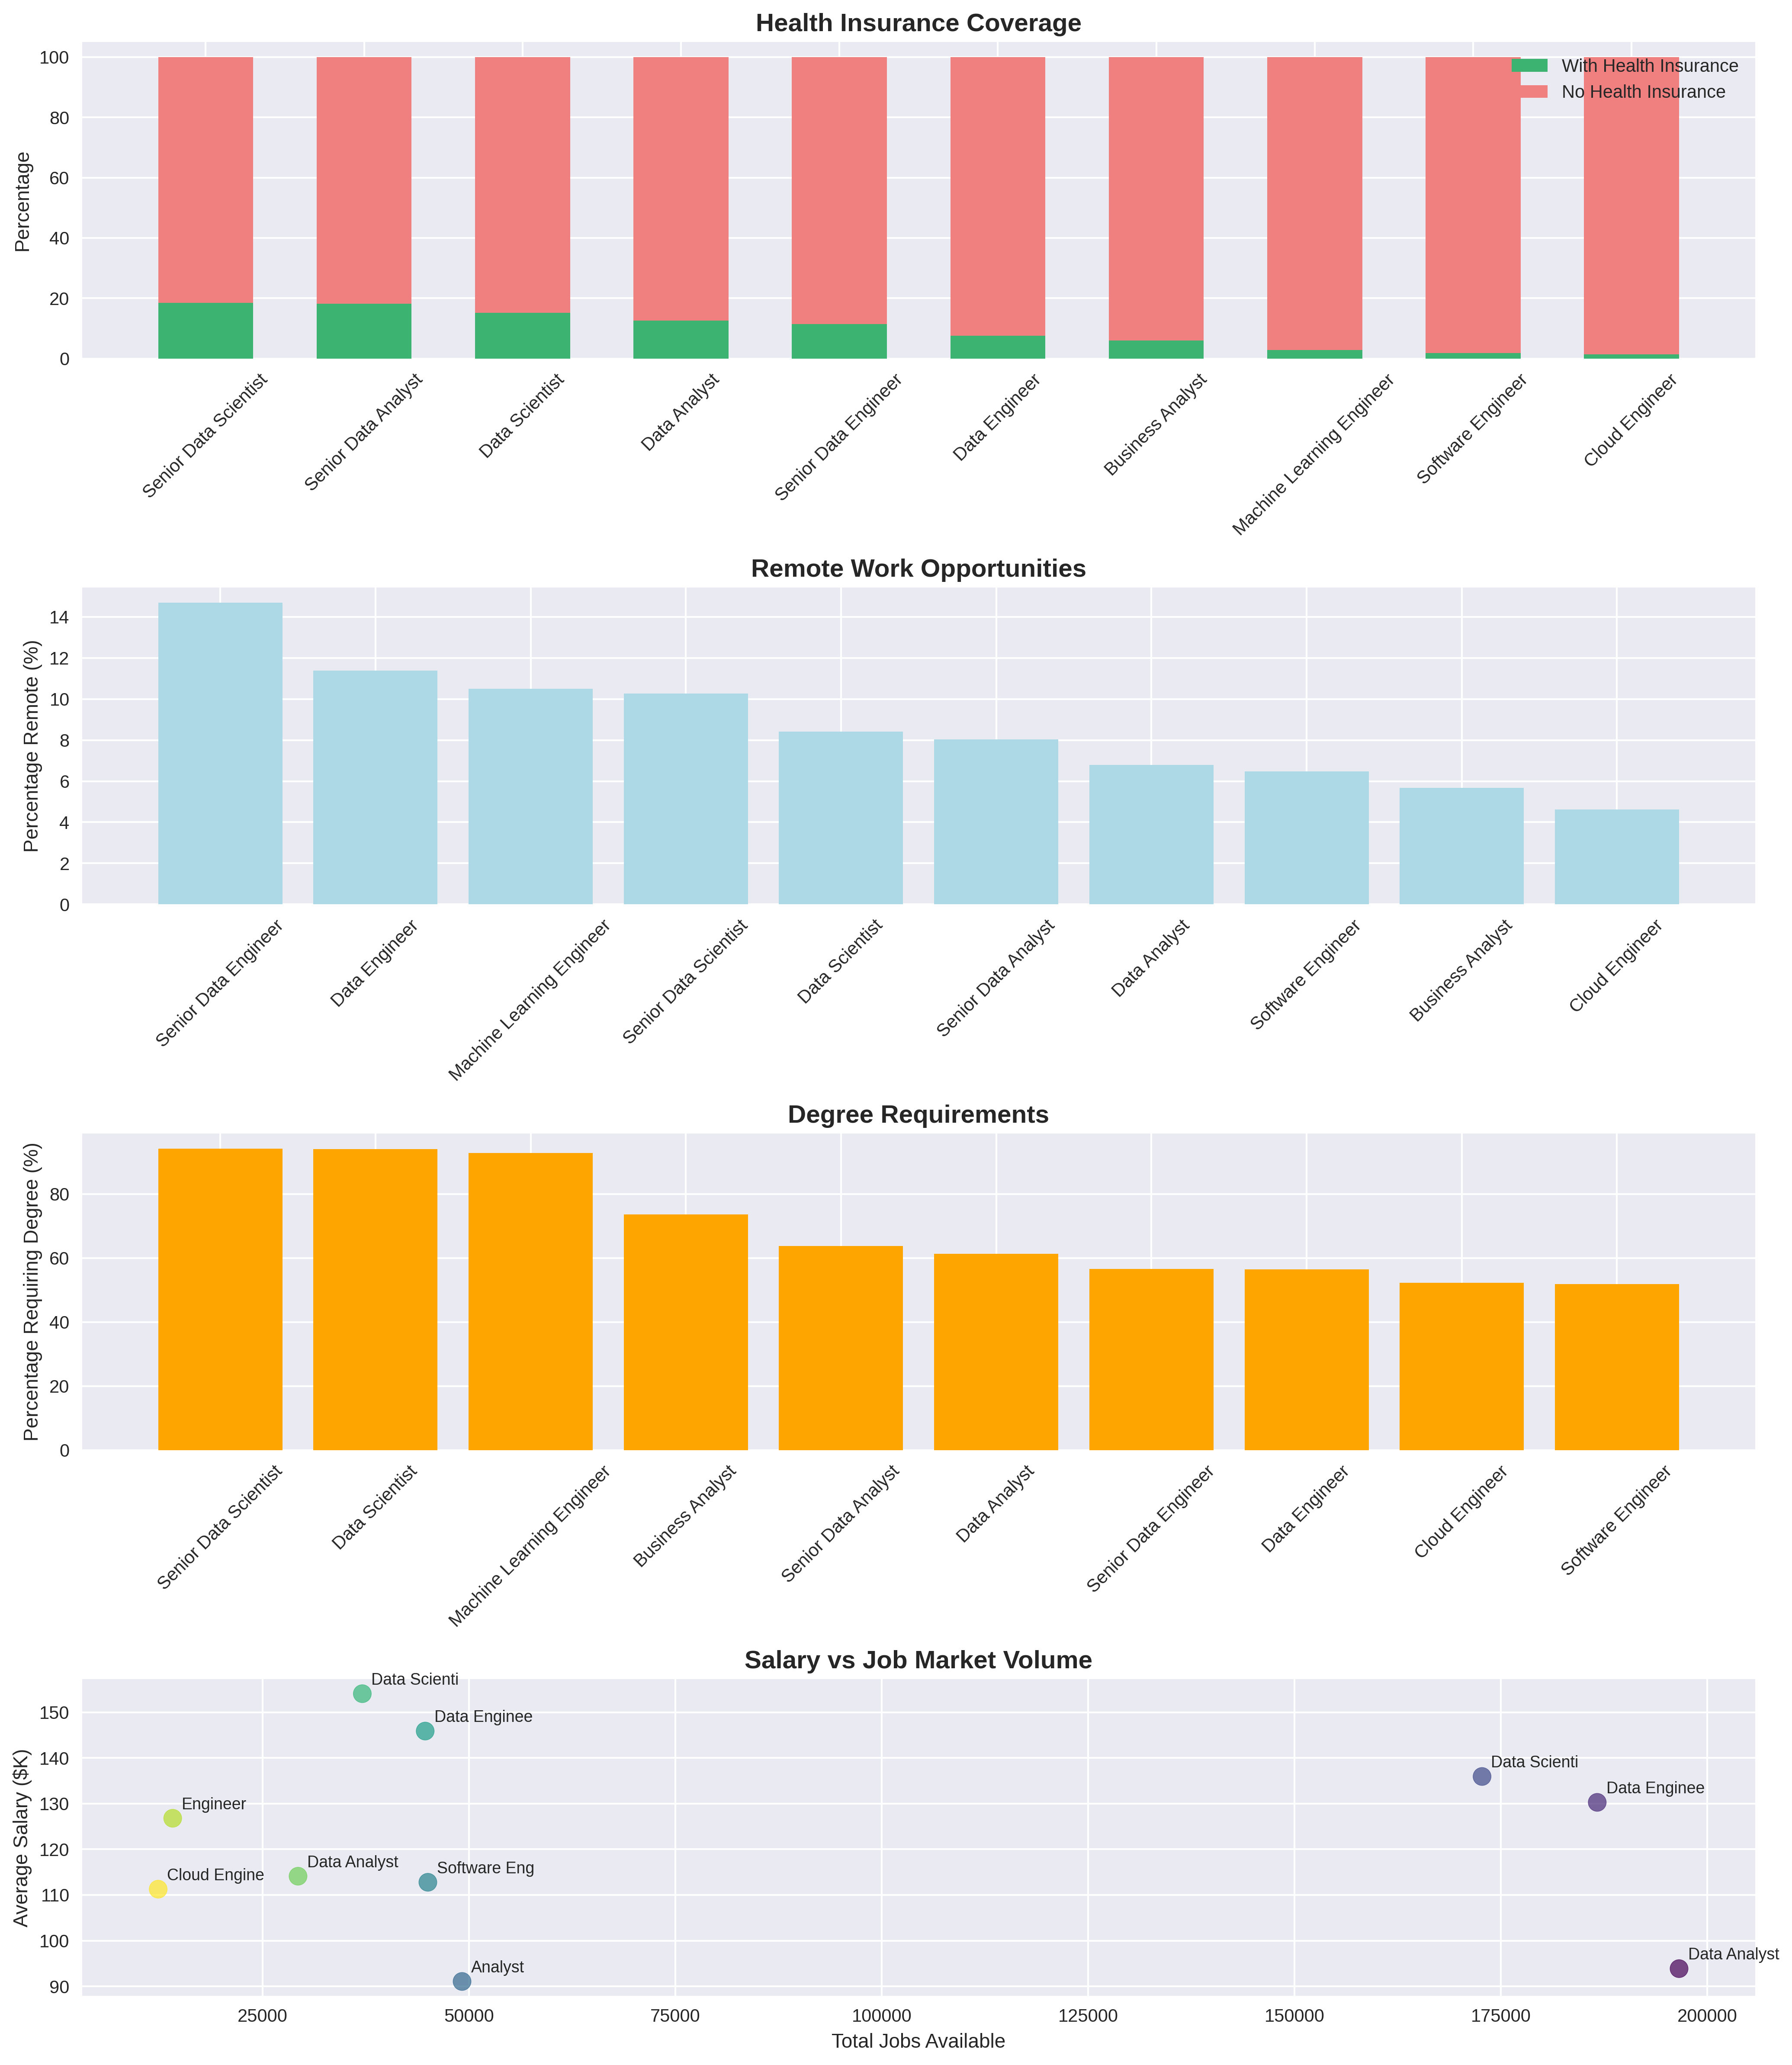 Health Insurance Coverage
Percentage
100
80
60
40
20
0
With Health Insurance
No Health Insurance
Senior Data Scientist
Senior Data Analyst
Data Scientist
Data Analyst
Senior Data Engineer
Data Engineer
Business Analyst
Machine Learning Engineer
Software Engineer
Cloud Engineer
Remote Work Opportunities
Percentage Remote (%)
14
12
10
8
6
4
2
0
Senior Data Engineer
Data Engineer
Machine Learning Engineer
Senior Data Scientist
Data Scientist
Senior Data Analyst
Data Analyst
Software Engineer
Business Analyst
Cloud Engineer
Degree Requirements
Percentage Requiring Degree (%)
80
60
40
20
0
Senior Data Scientist
Data Scientist
Machine Learning Engineer
Business Analyst
Senior Data Analyst
Data Analyst
Senior Data Engineer
Data Engineer
Cloud Engineer
Software Engineer
Salary vs Job Market Volume
Average Salary ($K)
150
140
130
120
110
100
90
Data Scienti
Data Enginee
Data Scienti
Data Enginee
Engineer
Data Analyst
Software Eng
Cloud Engine
Analyst
Data Analyst
25000
50000
75000
100000
125000
150000
175000
200000
Total Jobs Available